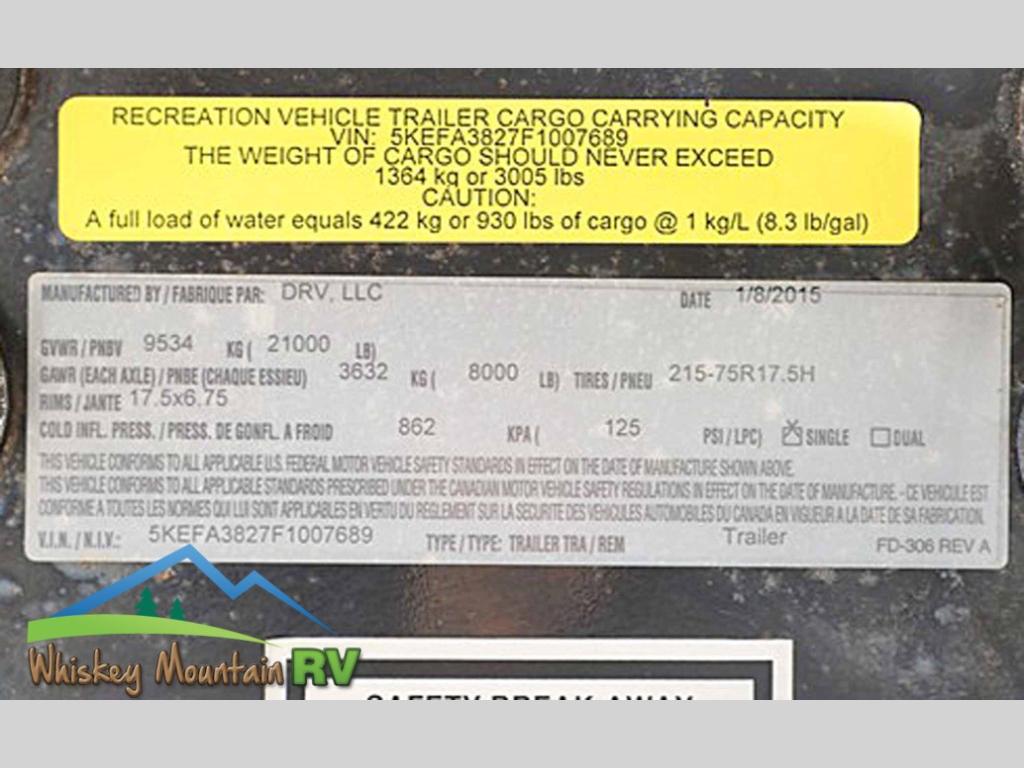 RECREATION VEHICLE TRAILER CARGO CARRYING CAPACITY
VIN: 5KEFA3827F1007689
THE WEIGHT OF CARGO SHOULD NEVER EXCEED
1364 kg or 3005 lbs
CAUTION:
A full load of water equals 422 kg or 930 lbs of cargo @ 1 kg/L (8.3 lb/gal)
MANUFACTURED BY / FABRIQUE PAR: DRV, LLC DATE 1/8/2015
GVWR / PNBV 9534 KG ( 21000 LB)
GAWR (EACH AXLE) / PNBE (CHAQUE ESSIEU) 3632 KG ( 8000 LB) TIRES / PNEU 215-75R17.5H
RIMS / JANTE 17.5x6.75
COLD INFL. PRESS. / PRESS. DE GONFL. A FROID 862 KPA ( 125 PSI / LPC) X SINGLE DUAL
THIS VEHICLE CONFORMS TO ALL APPLICABLE U.S. FEDERAL MOTOR VEHICLE SAFETY STANDARDS IN EFFECT ON THE DATE OF MANUFACTURE SHOWN ABOVE.
THIS VEHICLE CONFORMS TO ALL APPLICABLE STANDARDS PRESCRIBED UNDER THE CANADIAN MOTOR VEHICLE SAFETY REGULATIONS IN EFFECT ON THE DATE OF MANUFACTURE. - CE VEHICULE EST
CONFORME A TOUTES LES NORMES QUI LUI SONT APPLICABLES EN VERTU DU REGLEMENT SUR LA SECURITE DES VEHICULES AUTOMOBILES DU CANADA EN VIGUEUR A LA DATE DE SA FABRICATION.
V.I.N. / N.I.V.: 5KEFA3827F1007689 TYPE / TYPE: TRAILER TRA / REM Trailer FD-306 REV A
Whiskey Mountain RV
SAFETY BREAK AWAY